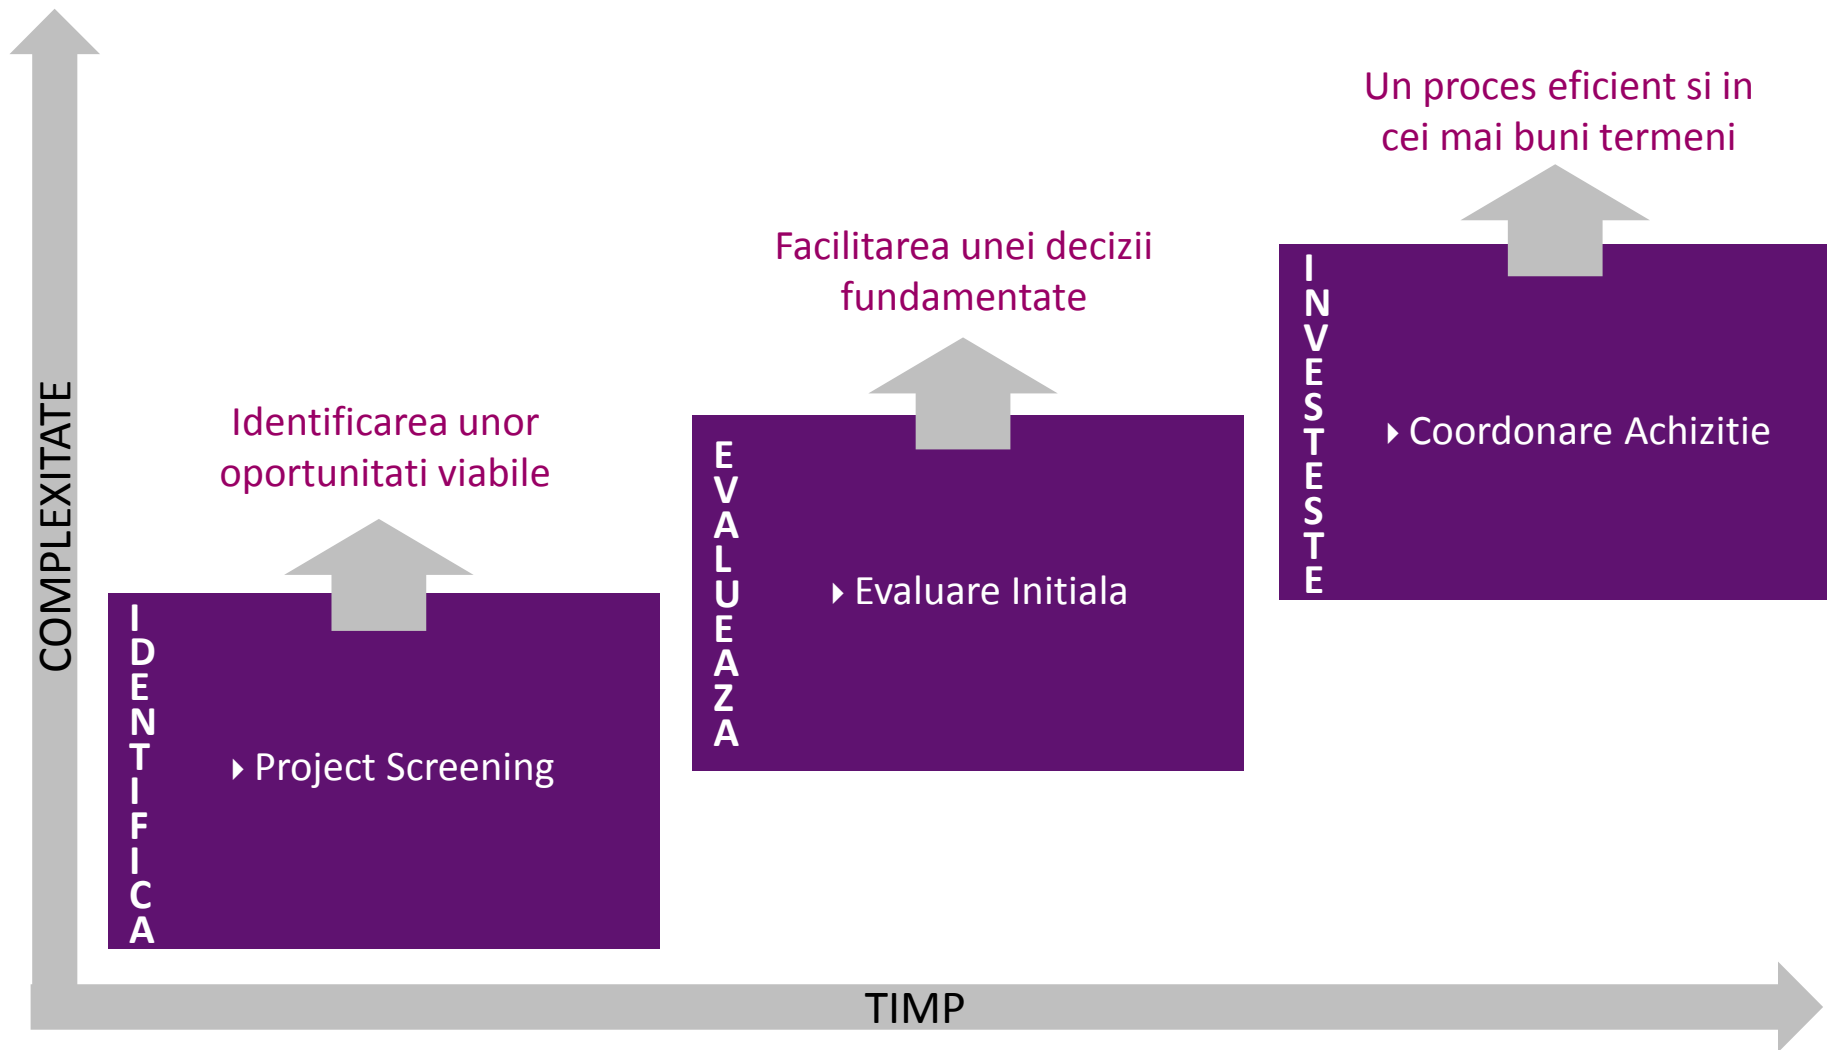 COMPLEXITATE
Identificarea unor
oportunitati viabile
IDENTIFICA
Project Screening
Facilitarea unei decizii
fundamentate
EVALUEAZA
Evaluare Initiala
Un proces eficient si in
cei mai buni termeni
INVESTESTE
Coordonare Achizitie
TIMP